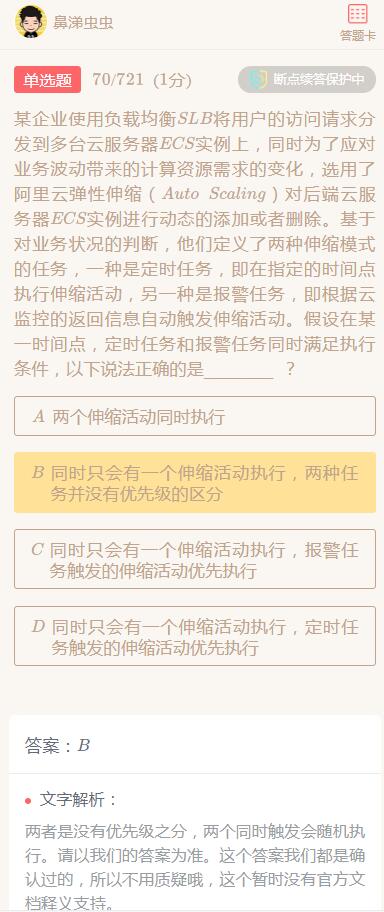 鼻涕虫虫
答题卡
单选题 70/721 (1分)
断点续答保护中
某企业使用负载均衡SLB将用户的访问请求分
发到多台云服务器ECS实例上，同时为了应对
业务波动带来的计算资源需求的变化，选用了
阿里云弹性伸缩（Auto Scaling）对后端云服
务器ECS实例进行动态的添加或者删除。基于
对业务状况的判断，他们定义了两种伸缩模式
的任务，一种是定时任务，即在指定的时间点
执行伸缩活动，另一种是报警任务，即根据云
监控的返回信息自动触发伸缩活动。假设在某
一时间点，定时任务和报警任务同时满足执行
条件，以下说法正确的是________ ？
A 两个伸缩活动同时执行
B 同时只会有一个伸缩活动执行，两种任
务并没有优先级的区分
C 同时只会有一个伸缩活动执行，报警任
务触发的伸缩活动优先执行
D 同时只会有一个伸缩活动执行，定时任
务触发的伸缩活动优先执行
答案：B
文字解析：
两者是没有优先级之分，两个同时触发会随机执
行。请以我们的答案为准。这个答案我们都是确
认过的，所以不用质疑哦，这个暂时没有官方文
档释义支持。